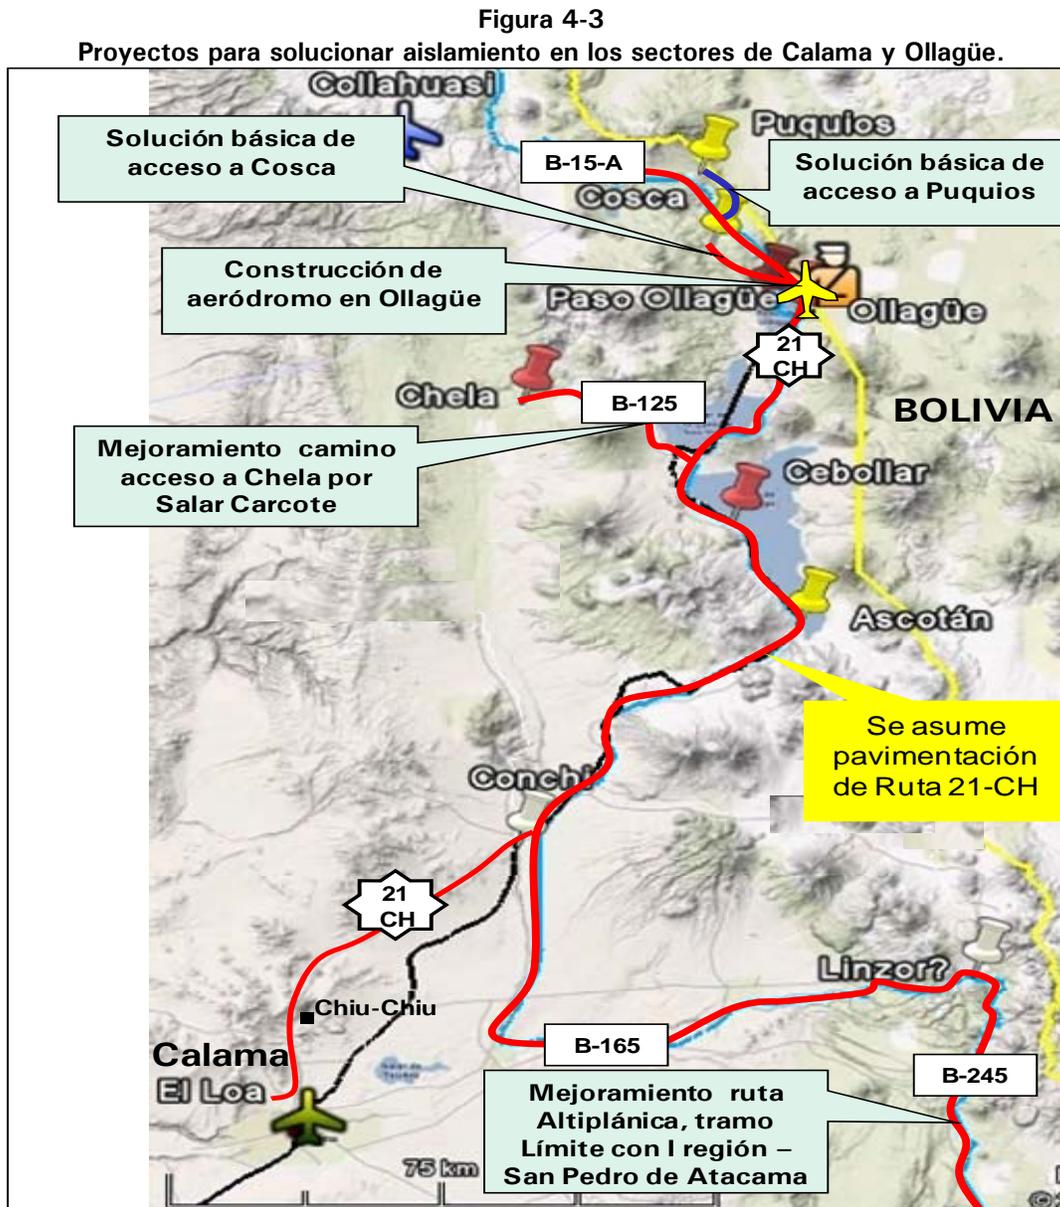 Figura 4-3
Proyectos para solucionar aislamiento en los sectores de Calama y Ollagüe.
Collahuasi
Solución básica de
acceso a Cosca
B-15-A
Puquios
Solución básica de
acceso a Puquios
Cosca
Construcción de
aeródromo en Ollagüe
Paso Ollagüe
Ollagüe
21
CH
Chela
B-125
BOLIVIA
Mejoramiento camino
acceso a Chela por
Salar Carcote
Cebollar
Ascotán
Se asume
pavimentación
de Ruta 21-CH
Conchi
21
CH
Linzor?
Chiu-Chiu
Calama
El Loa
B-165
B-245
Mejoramiento ruta
Altiplánica, tramo
Límite con I región –
San Pedro de Atacama
75 km